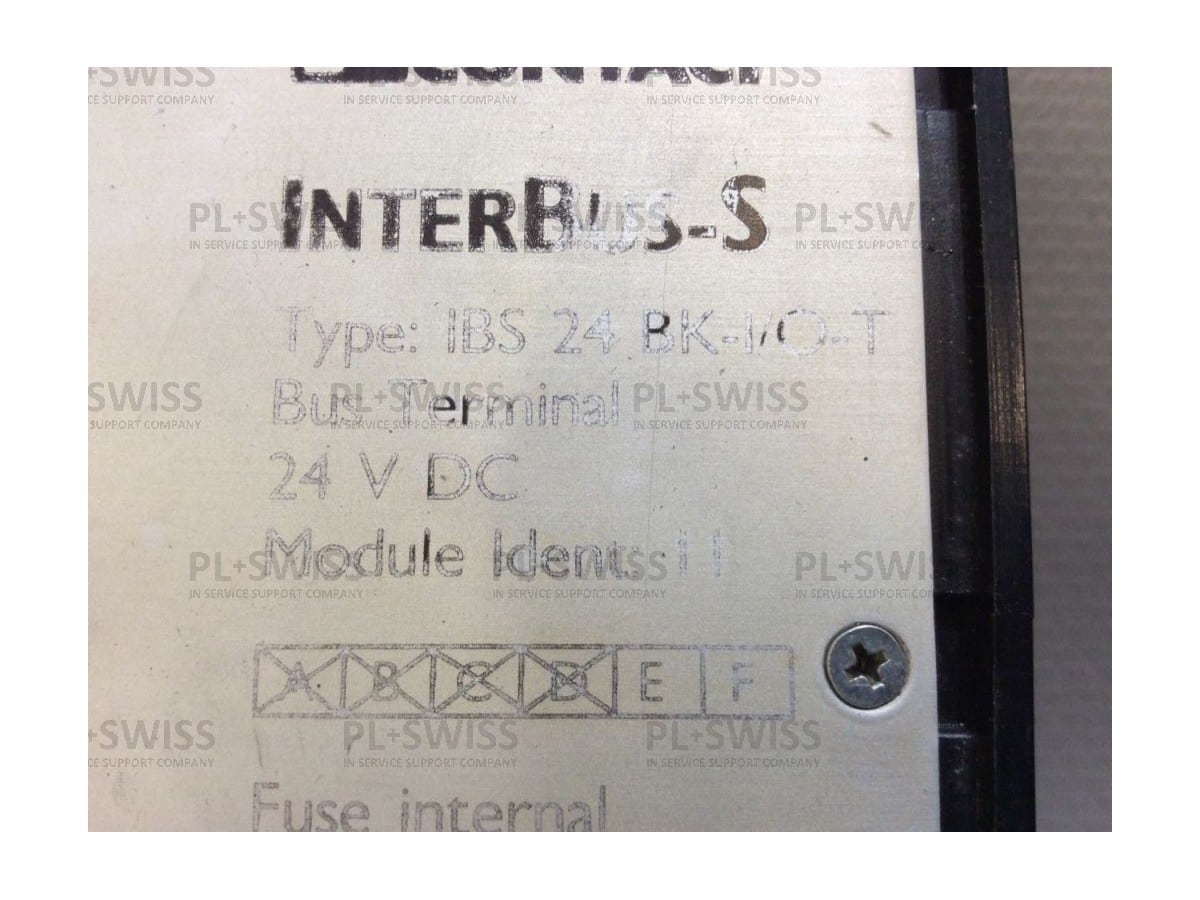 CONTACT
INTERBUS-S
Type: IBS 24 BK-I/O-T
Bus Terminal
24 V DC
Module Ident.: 11
A B C D E F
Fuse internal
PL+SWISS
IN SERVICE SUPPORT COMPANY